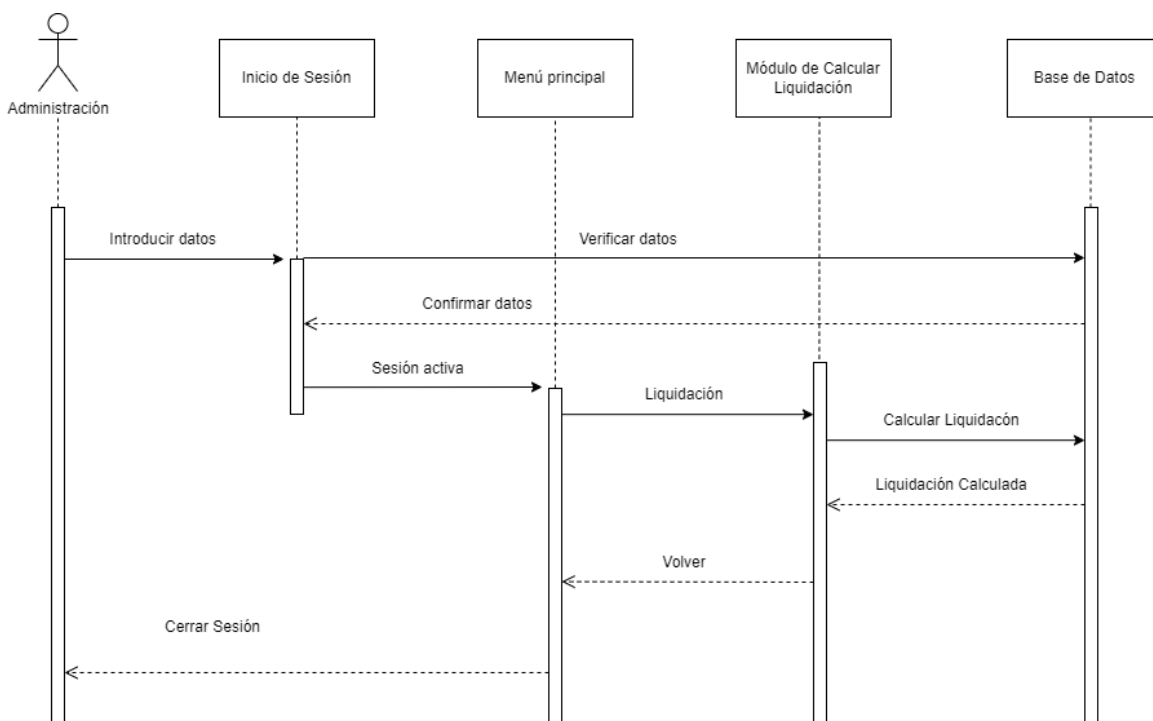 Administración
Inicio de Sesión
Menú principal
Módulo de Calcular
Liquidación
Base de Datos
Introducir datos
Verificar datos
Confirmar datos
Sesión activa
Liquidación
Calcular Liquidacón
Liquidación Calculada
Volver
Cerrar Sesión